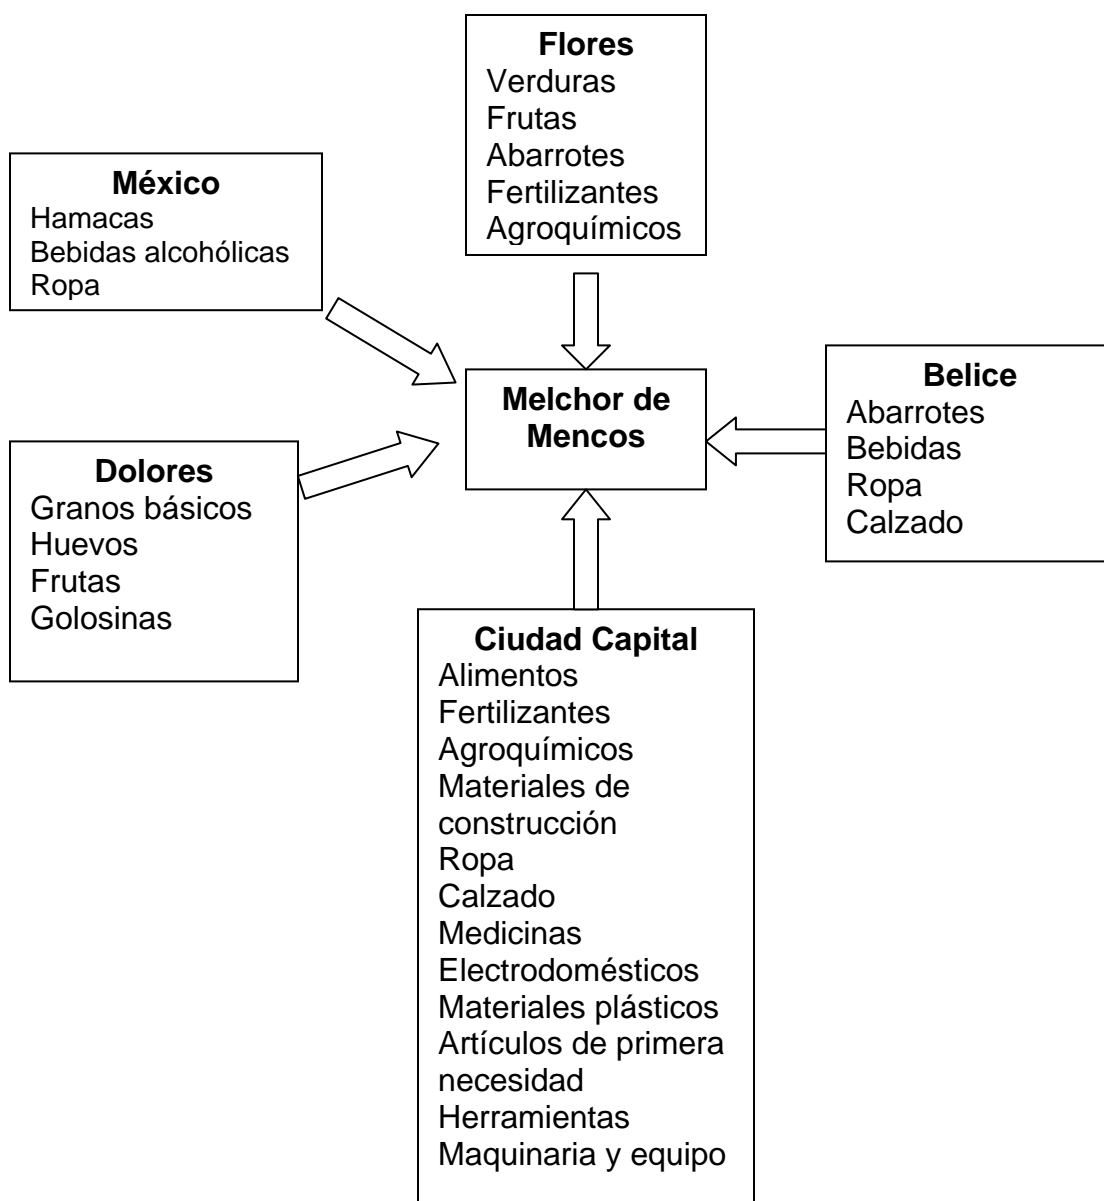 Flores
Verduras
Frutas
Abarrotes
Fertilizantes
Agroquímicos
México
Hamacas
Bebidas alcohólicas
Ropa
Melchor de
Mencos
Belice
Abarrotes
Bebidas
Ropa
Calzado
Dolores
Granos básicos
Huevos
Frutas
Golosinas
Ciudad Capital
Alimentos
Fertilizantes
Agroquímicos
Materiales de
construcción
Ropa
Calzado
Medicinas
Electrodomésticos
Materiales plásticos
Artículos de primera
necesidad
Herramientas
Maquinaria y equipo